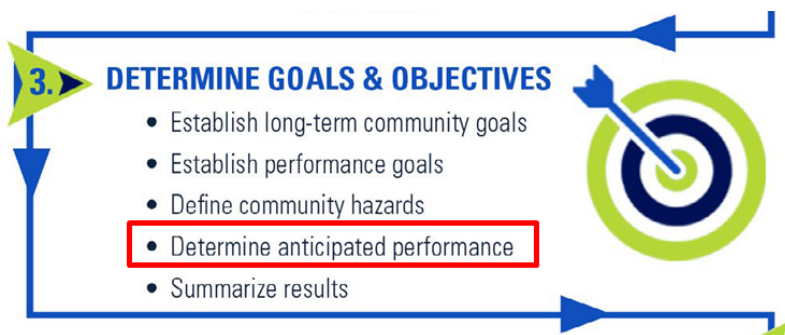 3. DETERMINE GOALS & OBJECTIVES
• Establish long-term community goals
• Establish performance goals
• Define community hazards
• Determine anticipated performance
• Summarize results